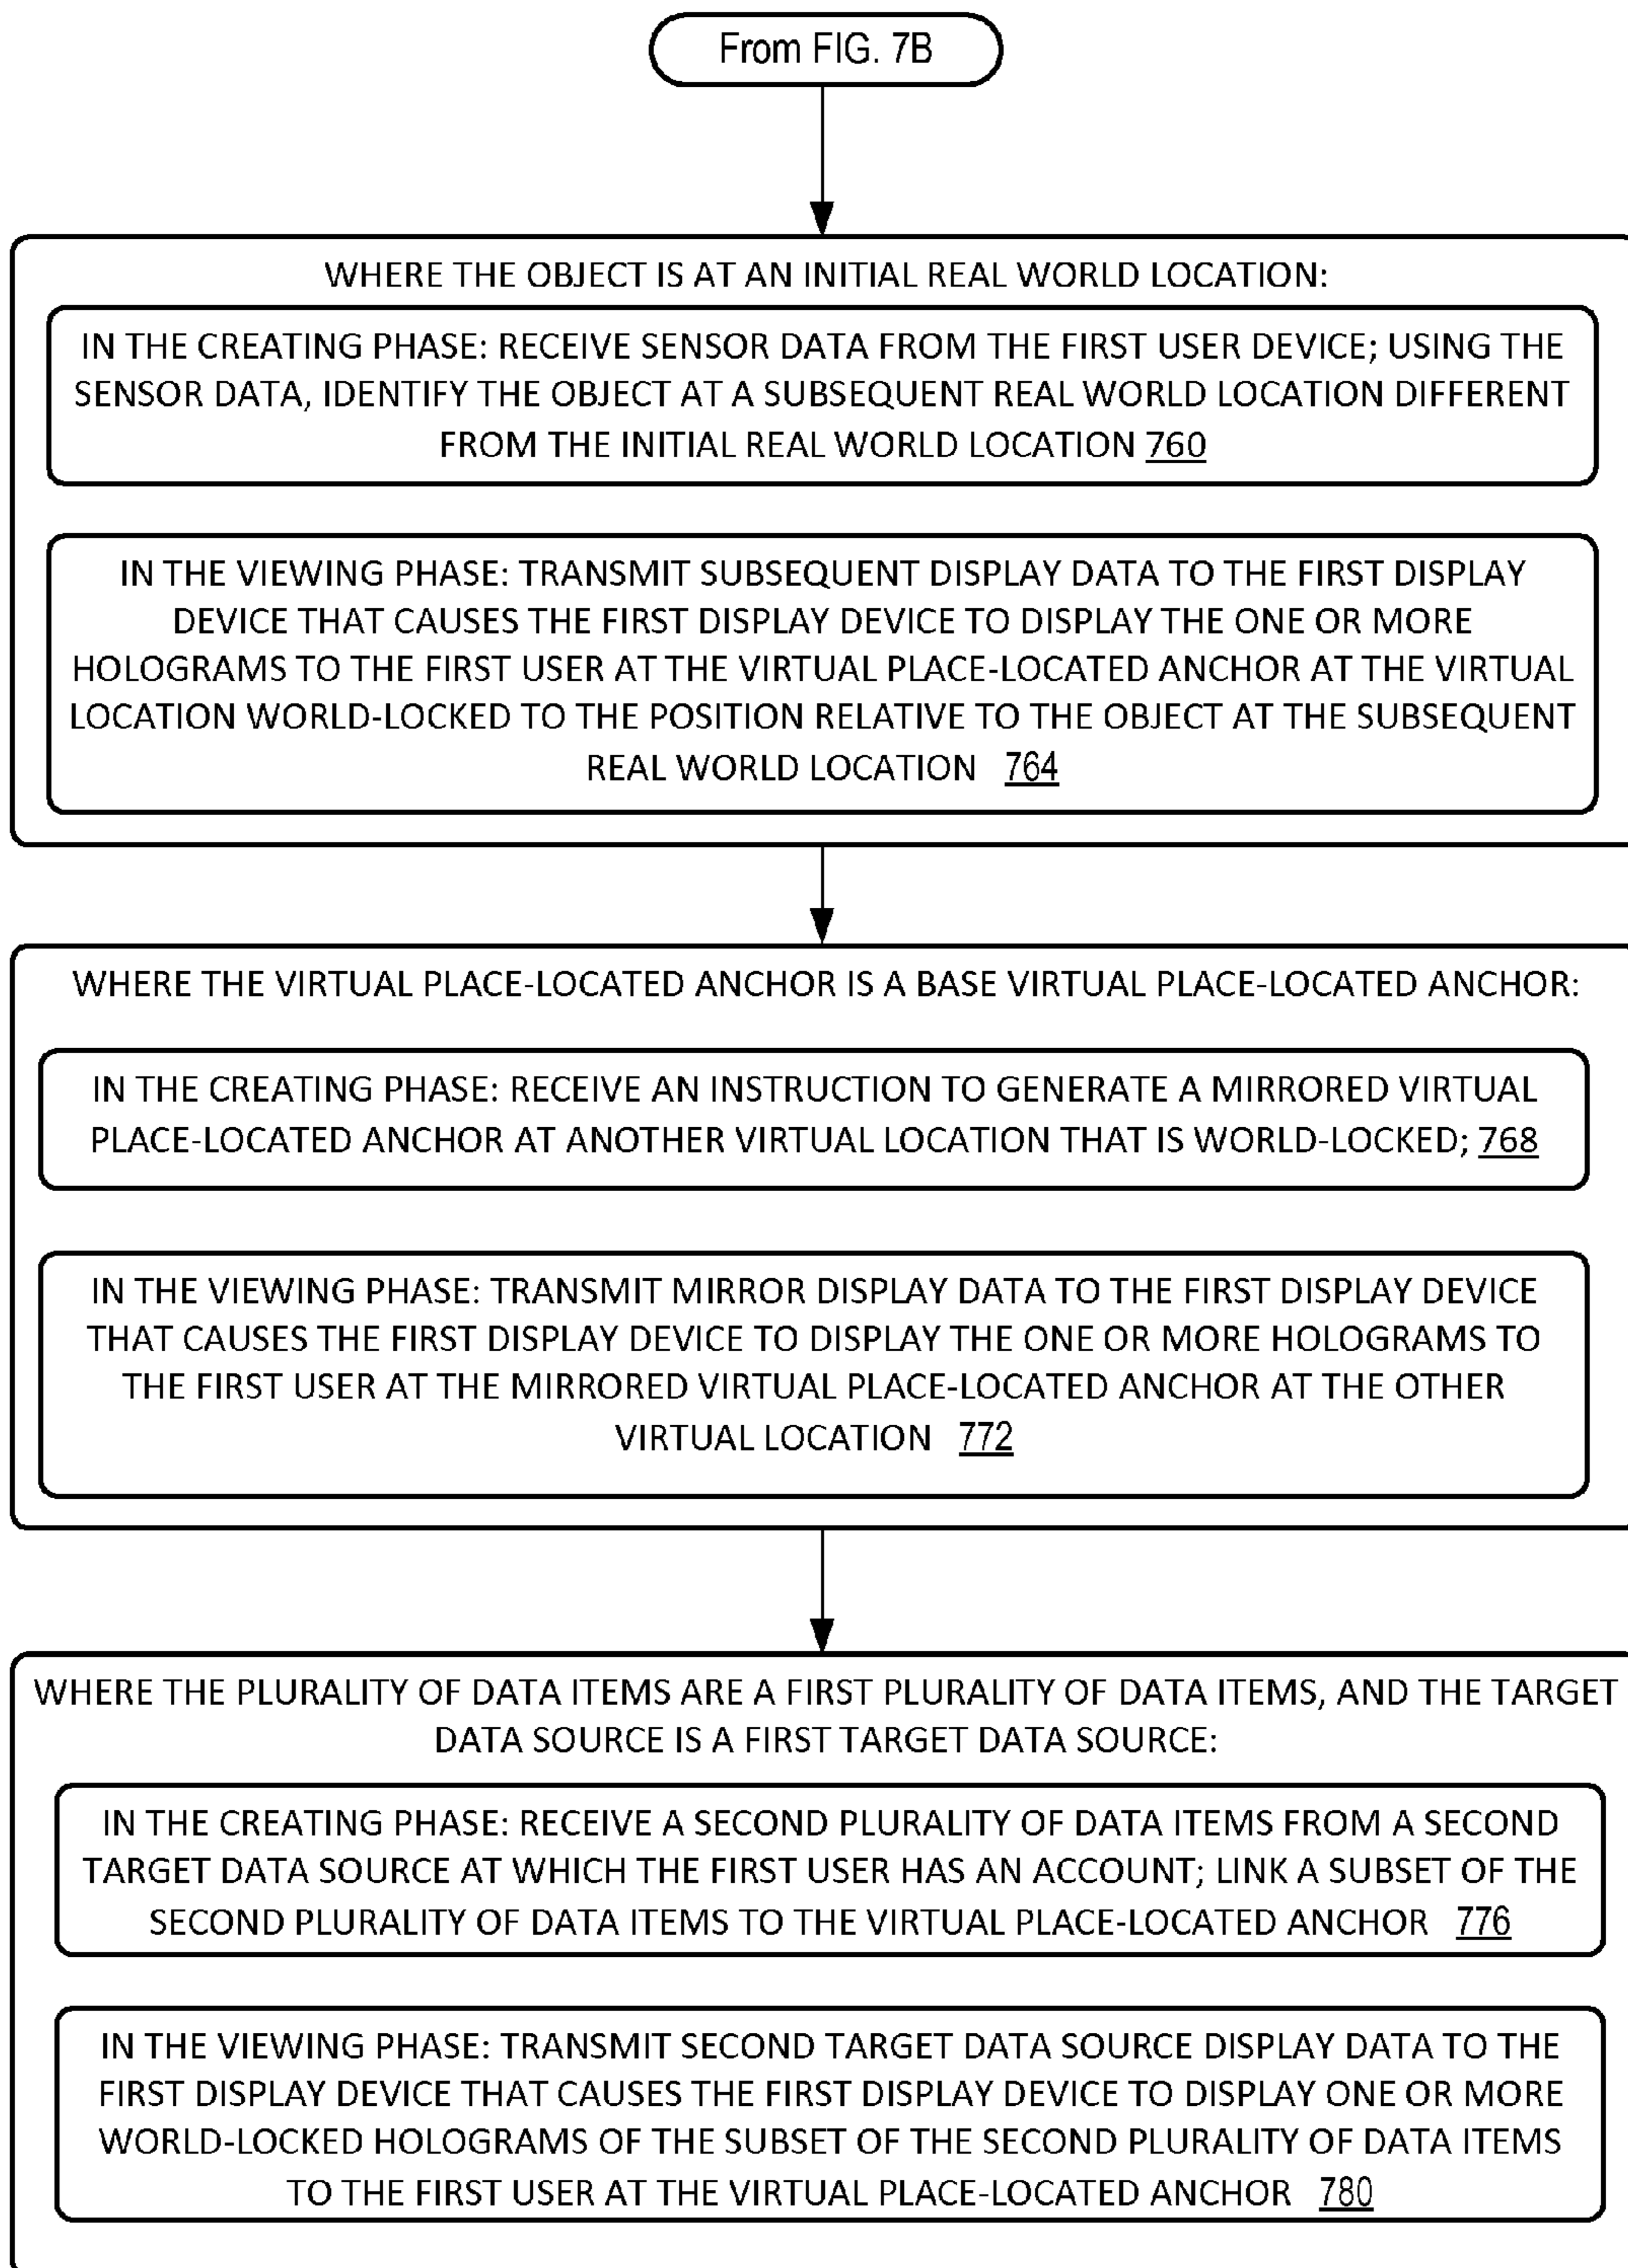 From FIG. 7B
WHERE THE OBJECT IS AT AN INITIAL REAL WORLD LOCATION:
IN THE CREATING PHASE: RECEIVE SENSOR DATA FROM THE FIRST USER DEVICE; USING THE
SENSOR DATA, IDENTIFY THE OBJECT AT A SUBSEQUENT REAL WORLD LOCATION DIFFERENT
FROM THE INITIAL REAL WORLD LOCATION 760
IN THE VIEWING PHASE: TRANSMIT SUBSEQUENT DISPLAY DATA TO THE FIRST DISPLAY
DEVICE THAT CAUSES THE FIRST DISPLAY DEVICE TO DISPLAY THE ONE OR MORE
HOLOGRAMS TO THE FIRST USER AT THE VIRTUAL PLACE-LOCATED ANCHOR AT THE VIRTUAL
LOCATION WORLD-LOCKED TO THE POSITION RELATIVE TO THE OBJECT AT THE SUBSEQUENT
REAL WORLD LOCATION 764
WHERE THE VIRTUAL PLACE-LOCATED ANCHOR IS A BASE VIRTUAL PLACE-LOCATED ANCHOR:
IN THE CREATING PHASE: RECEIVE AN INSTRUCTION TO GENERATE A MIRRORED VIRTUAL
PLACE-LOCATED ANCHOR AT ANOTHER VIRTUAL LOCATION THAT IS WORLD-LOCKED; 768
IN THE VIEWING PHASE: TRANSMIT MIRROR DISPLAY DATA TO THE FIRST DISPLAY DEVICE
THAT CAUSES THE FIRST DISPLAY DEVICE TO DISPLAY THE ONE OR MORE HOLOGRAMS TO
THE FIRST USER AT THE MIRRORED VIRTUAL PLACE-LOCATED ANCHOR AT THE OTHER
VIRTUAL LOCATION 772
WHERE THE PLURALITY OF DATA ITEMS ARE A FIRST PLURALITY OF DATA ITEMS, AND THE TARGET
DATA SOURCE IS A FIRST TARGET DATA SOURCE:
IN THE CREATING PHASE: RECEIVE A SECOND PLURALITY OF DATA ITEMS FROM A SECOND
TARGET DATA SOURCE AT WHICH THE FIRST USER HAS AN ACCOUNT; LINK A SUBSET OF THE
SECOND PLURALITY OF DATA ITEMS TO THE VIRTUAL PLACE-LOCATED ANCHOR 776
IN THE VIEWING PHASE: TRANSMIT SECOND TARGET DATA SOURCE DISPLAY DATA TO THE
FIRST DISPLAY DEVICE THAT CAUSES THE FIRST DISPLAY DEVICE TO DISPLAY ONE OR MORE
WORLD-LOCKED HOLOGRAMS OF THE SUBSET OF THE SECOND PLURALITY OF DATA ITEMS
TO THE FIRST USER AT THE VIRTUAL PLACE-LOCATED ANCHOR 780